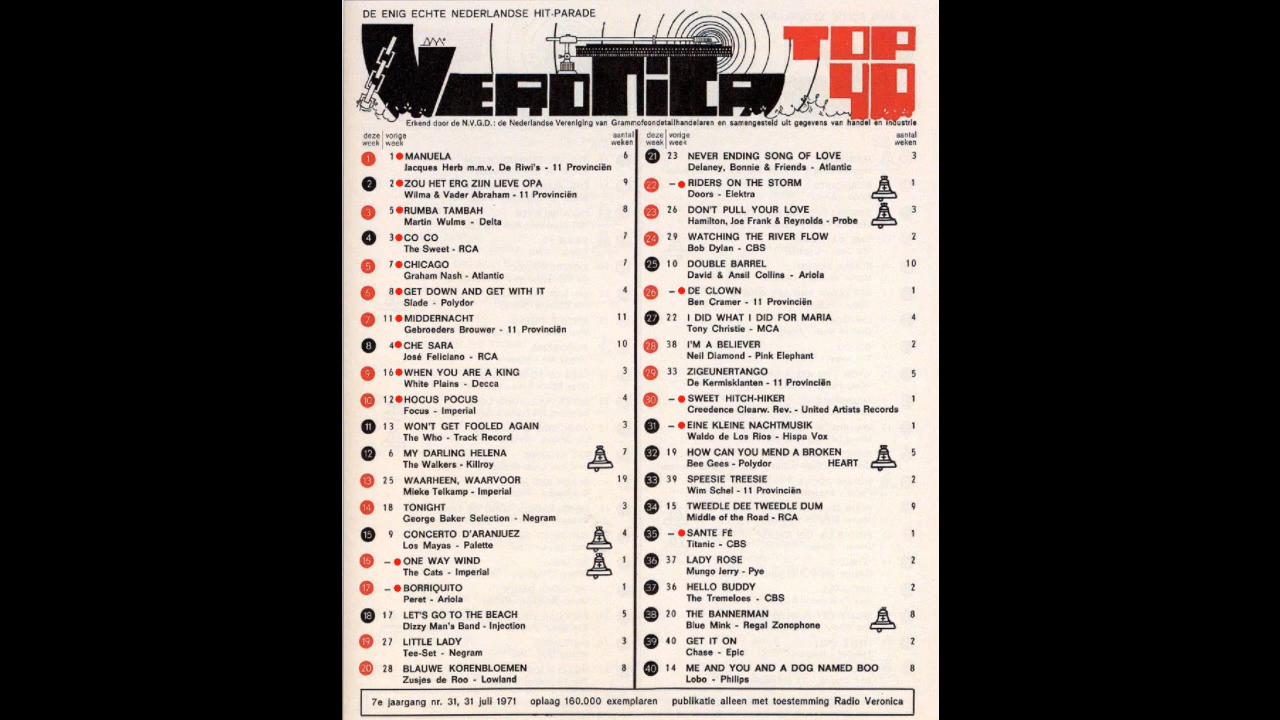 DE ENIG ECHTE NEDERLANDSE HIT-PARADE
VERONICA TOP 40
Erkend door de N.V.G.D.: de Nederlandse Vereniging van Grammofoondetailhandelaren en samengesteld uit gegevens van handel en industrie
deze week | vorige week aantal weken
1 1 MANUELA 6
Jacques Herb m.m.v. De Riwi's - 11 Provinciën
2 2 ZOU HET ERG ZIJN LIEVE OPA 9
Wilma & Vader Abraham - 11 Provinciën
3 5 RUMBA TAMBAH 8
Martin Wulms - Delta
4 3 CO CO 7
The Sweet - RCA
5 7 CHICAGO 7
Graham Nash - Atlantic
6 8 GET DOWN AND GET WITH IT 4
Slade - Polydor
7 11 MIDDERNACHT 11
Gebroeders Brouwer - 11 Provinciën
8 4 CHE SARA 10
José Feliciano - RCA
9 16 WHEN YOU ARE A KING 3
White Plains - Decca
10 12 HOCUS POCUS 4
Focus - Imperial
11 13 WON'T GET FOOLED AGAIN 3
The Who - Track Record
12 6 MY DARLING HELENA 7
The Walkers - Killroy
13 25 WAARHEEN, WAARVOOR 19
Mieke Telkamp - Imperial
14 18 TONIGHT 3
George Baker Selection - Negram
15 9 CONCERTO D'ARANJUEZ 4
Los Mayas - Palette
16 – ONE WAY WIND 1
The Cats - Imperial
17 – BORRIQUITO 1
Peret - Ariola
18 17 LET'S GO TO THE BEACH 5
Dizzy Man's Band - Injection
19 27 LITTLE LADY 3
Tee-Set - Negram
20 28 BLAUWE KORENBLOEMEN 8
Zusjes de Roo - Lowland
deze week | vorige week aantal weken
21 23 NEVER ENDING SONG OF LOVE 3
Delaney, Bonnie & Friends - Atlantic
22 – RIDERS ON THE STORM 1
Doors - Elektra
23 26 DON'T PULL YOUR LOVE 3
Hamilton, Joe Frank & Reynolds - Probe
24 29 WATCHING THE RIVER FLOW 2
Bob Dylan - CBS
25 10 DOUBLE BARREL 10
David & Ansil Collins - Ariola
26 – DE CLOWN 1
Ben Cramer - 11 Provinciën
27 22 I DID WHAT I DID FOR MARIA 4
Tony Christie - MCA
28 38 I'M A BELIEVER 2
Neil Diamond - Pink Elephant
29 33 ZIGEUNERTANGO 5
De Kermisklanten - 11 Provinciën
30 – SWEET HITCH-HIKER 1
Creedence Clearw. Rev. - United Artists Records
31 – EINE KLEINE NACHTMUSIK 1
Waldo de Los Rios - Hispa Vox
32 19 HOW CAN YOU MEND A BROKEN 5
Bee Gees - Polydor HEART
33 39 SPEESIE TREESIE 2
Wim Schel - 11 Provinciën
34 15 TWEEDLE DEE TWEEDLE DUM 9
Middle of the Road - RCA
35 – SANTE FÉ 1
Titanic - CBS
36 37 LADY ROSE 2
Mungo Jerry - Pye
37 36 HELLO BUDDY 2
The Tremeloes - CBS
38 20 THE BANNERMAN 8
Blue Mink - Regal Zonophone
39 40 GET IT ON 2
Chase - Epic
40 14 ME AND YOU AND A DOG NAMED BOO 8
Lobo - Philips
7e jaargang nr. 31, 31 juli 1971 oplaag 160.000 exemplaren publikatie alleen met toestemming Radio Veronica